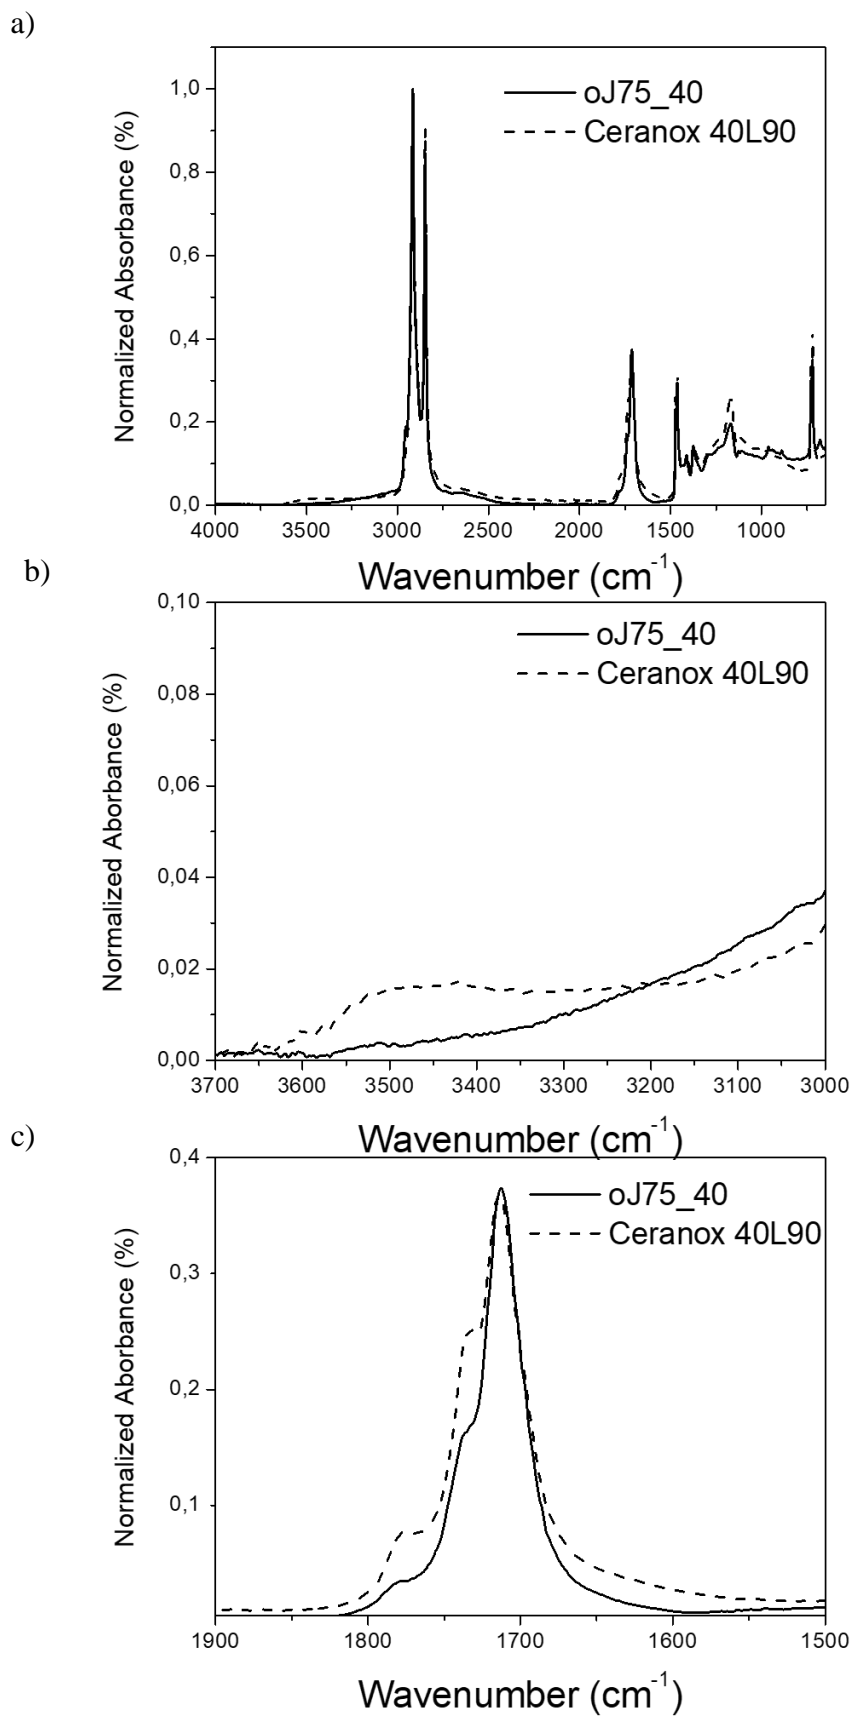 a)
Normalized Absorbance (%)
1,0
0,8
0,6
0,4
0,2
0,0
oJ75_40
Ceranox 40L90
4000 3500 3000 2500 2000 1500 1000
Wavenumber (cm-1)
b)
Normalized Aborbance (%)
0,10
0,08
0,06
0,04
0,02
0,00
oJ75_40
Ceranox 40L90
3700 3600 3500 3400 3300 3200 3100 3000
Wavenumber (cm-1)
c)
Normalized Aborbance (%)
0,4
0,3
0,2
0,1
oJ75_40
Ceranox 40L90
1900 1800 1700 1600 1500
Wavenumber (cm-1)